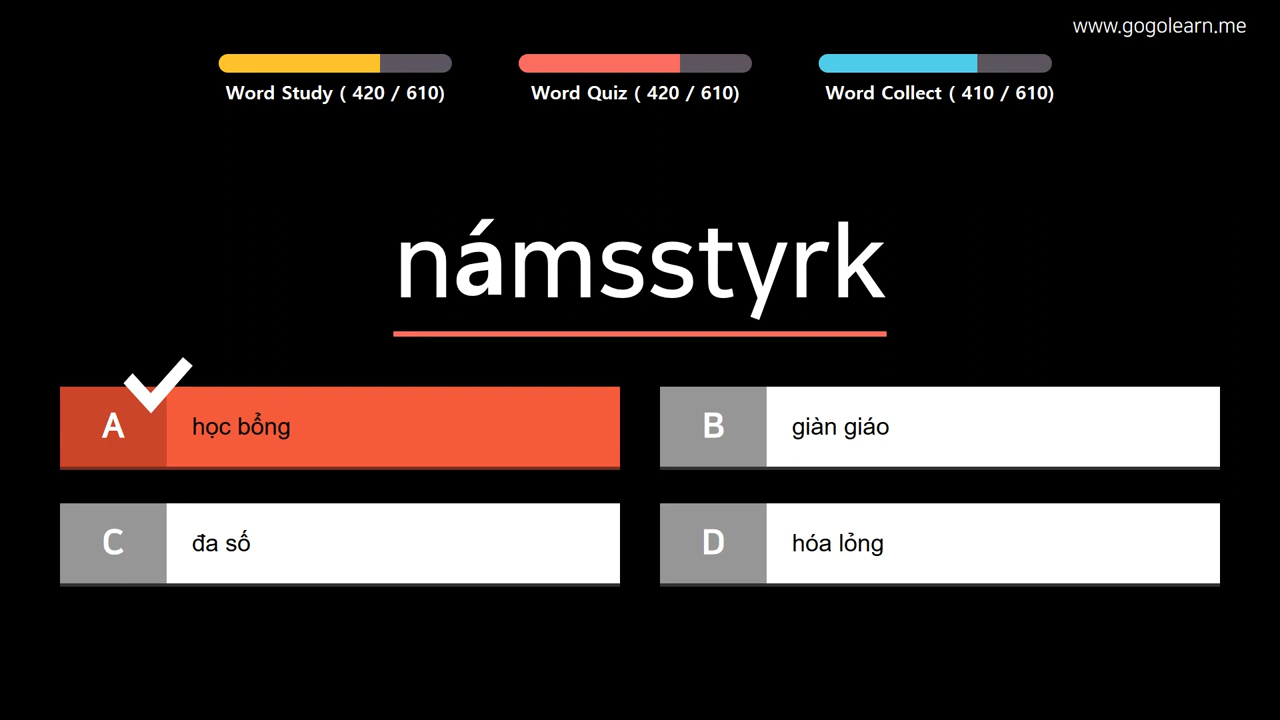 www.gogolearn.me
Word Study ( 420 / 610)
Word Quiz ( 420 / 610)
Word Collect ( 410 / 610)
námsstyrk
A học bổng
B giàn giáo
C đa số
D hóa lỏng